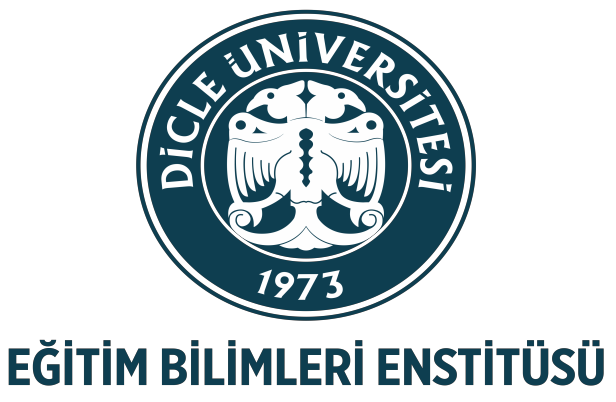 DİCLE ÜNİVERSİTESİ
1973
EĞİTİM BİLİMLERİ ENSTİTÜSÜ